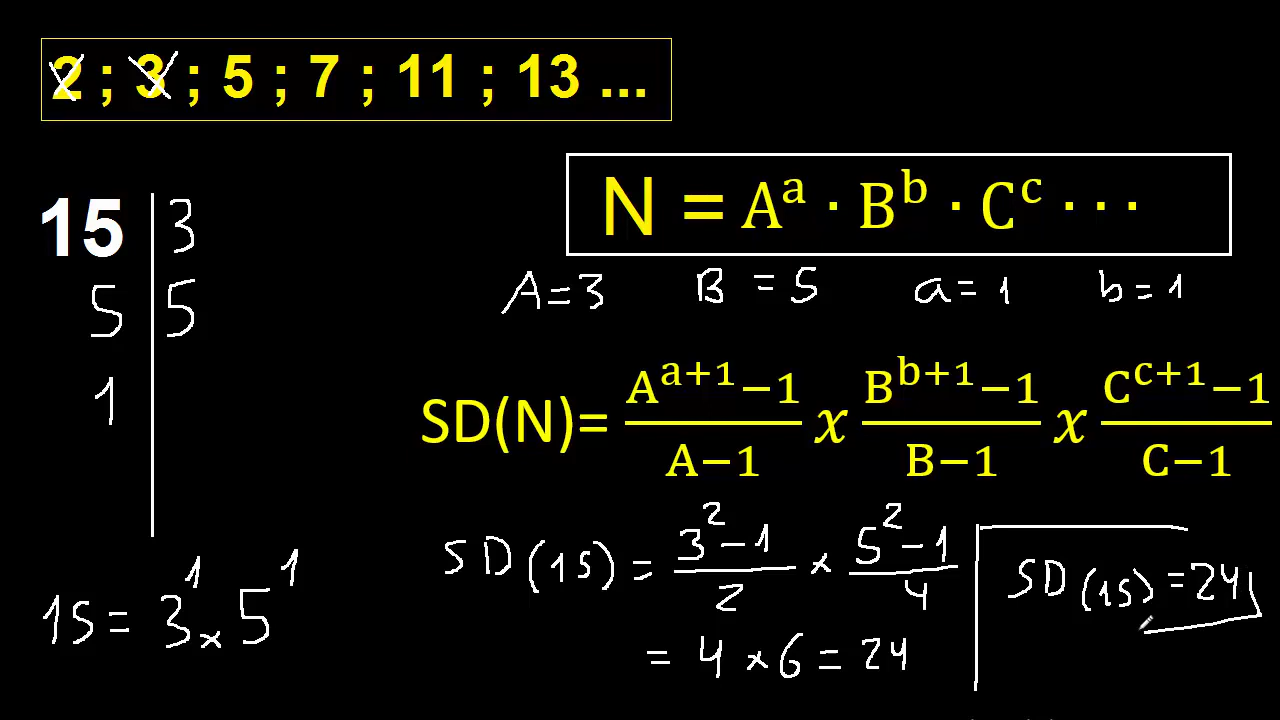 2 ; 3 ; 5 ; 7 ; 11 ; 13 ...
N = Aᵃ · Bᵇ · Cᶜ · · ·
15 | 3
5 | 5
1
A=3 B=5 a=1 b=1
SD(N)= (Aᵃ⁺¹−1)/(A−1) x (Bᵇ⁺¹−1)/(B−1) x (Cᶜ⁺¹−1)/(C−1)
15 = 3¹ × 5¹
SD(15) = (3²−1)/2 × (5²−1)/4
= 4 × 6 = 24
SD(15) = 24